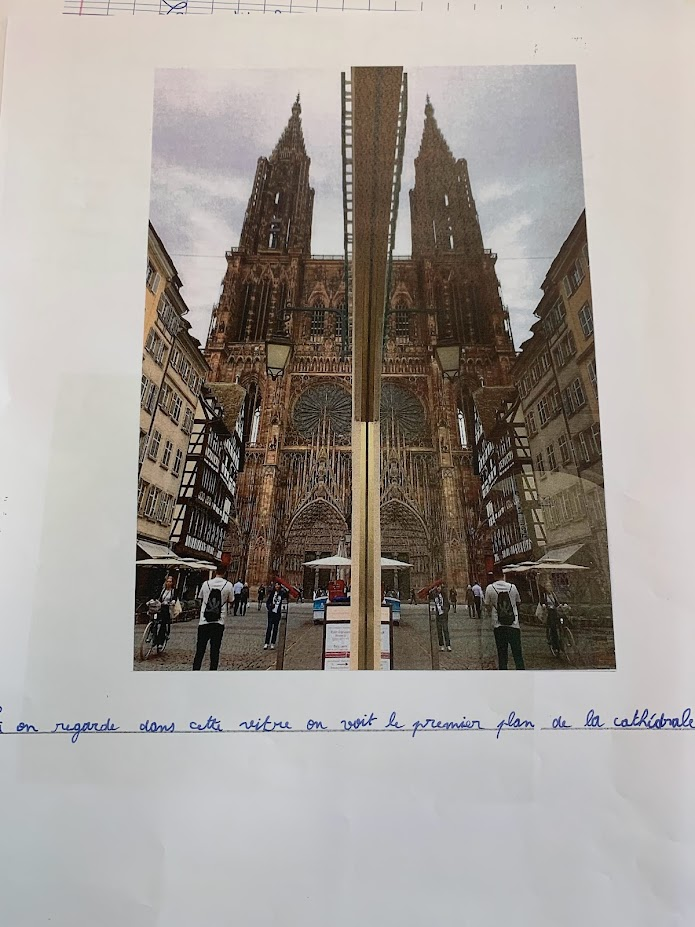 on regarde dans cette vitre on voit le premier plan de la cathédrale